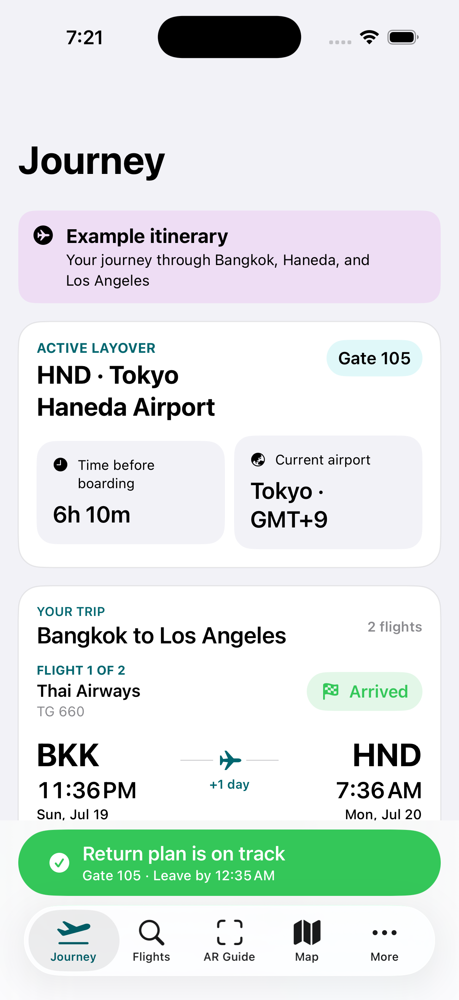 7:21
Journey
Example itinerary
Your journey through Bangkok, Haneda, and
Los Angeles
ACTIVE LAYOVER
Gate 105
HND · Tokyo
Haneda Airport
Time before
boarding
6h 10m
Current airport
Tokyo ·
GMT+9
YOUR TRIP
Bangkok to Los Angeles
2 flights
FLIGHT 1 OF 2
Thai Airways
TG 660
Arrived
BKK
HND
+1 day
11:36 PM
7:36 AM
Sun, Jul 19
Mon, Jul 20
Return plan is on track
Gate 105 · Leave by 12:35 AM
Journey
Flights
AR Guide
Map
More